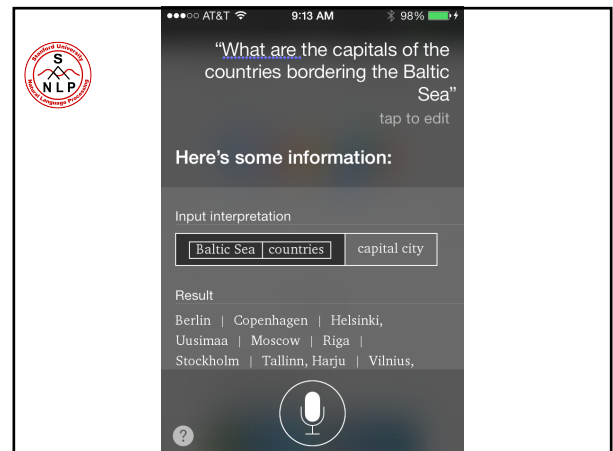 ●●●○○ AT&T 9:13 AM 98%
Stanford University
S
NLP
Natural Language Processing
“What are the capitals of the
countries bordering the Baltic
Sea”
tap to edit
Here’s some information:
Input interpretation
Baltic Sea | countries capital city
Result
Berlin | Copenhagen | Helsinki,
Uusimaa | Moscow | Riga |
Stockholm | Tallinn, Harju | Vilnius,
?